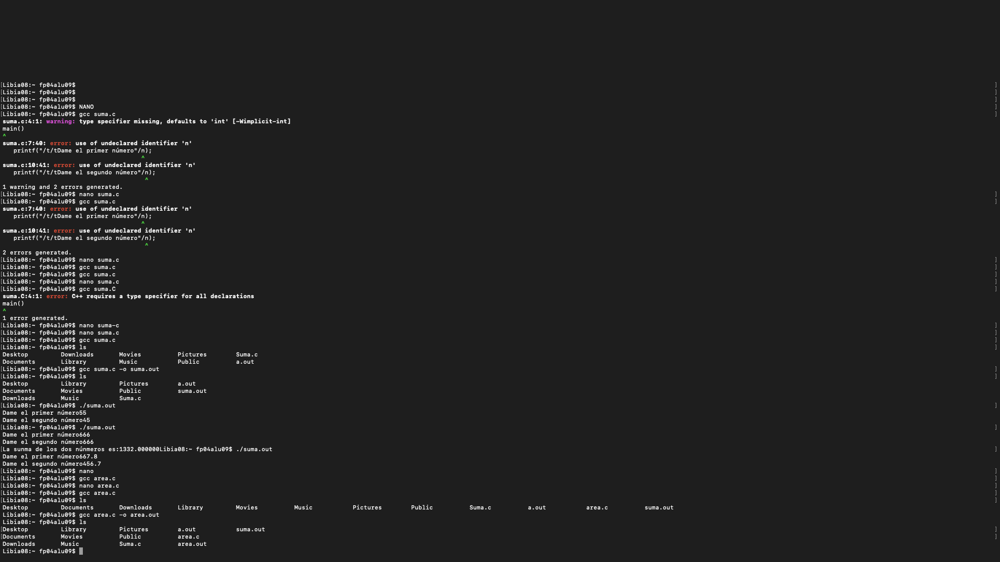 [Libia08:~ fp04alu09$ ]
[Libia08:~ fp04alu09$ ]
[Libia08:~ fp04alu09$ ]
[Libia08:~ fp04alu09$ NANO ]
[Libia08:~ fp04alu09$ gcc suma.c ]
suma.c:4:1: warning: type specifier missing, defaults to 'int' [-Wimplicit-int]
main()
^
suma.c:7:40: error: use of undeclared identifier 'n'
   printf("/t/tDame el primer número"/n);
                                      ^
suma.c:10:41: error: use of undeclared identifier 'n'
   printf("/t/tDame el segundo número"/n);
                                       ^
1 warning and 2 errors generated.
[Libia08:~ fp04alu09$ nano suma.c ]
[Libia08:~ fp04alu09$ gcc suma.c ]
suma.c:7:40: error: use of undeclared identifier 'n'
   printf("/t/tDame el primer número"/n);
                                      ^
suma.c:10:41: error: use of undeclared identifier 'n'
   printf("/t/tDame el segundo número"/n);
                                       ^
2 errors generated.
[Libia08:~ fp04alu09$ nano suma.c ]
[Libia08:~ fp04alu09$ gcc suma.c ]
[Libia08:~ fp04alu09$ gcc suma.c ]
[Libia08:~ fp04alu09$ nano suma.c ]
[Libia08:~ fp04alu09$ gcc suma.C ]
suma.C:4:1: error: C++ requires a type specifier for all declarations
main()
^
1 error generated.
[Libia08:~ fp04alu09$ nano suma-c ]
[Libia08:~ fp04alu09$ nano suma.c ]
[Libia08:~ fp04alu09$ gcc suma.c ]
[Libia08:~ fp04alu09$ ls ]
Desktop         Downloads       Movies          Pictures        Suma.c
Documents       Library         Music           Public          a.out
[Libia08:~ fp04alu09$ gcc suma.c -o suma.out ]
[Libia08:~ fp04alu09$ ls ]
Desktop         Library         Pictures        a.out
Documents       Movies          Public          suma.out
Downloads       Music           Suma.c
[Libia08:~ fp04alu09$ ./suma.out ]
Dame el primer número55
Dame el segundo número45
[Libia08:~ fp04alu09$ ./suma.out ]
Dame el primer número666
Dame el segundo número666
[La sunma de los dos núnmeros es:1332.000000Libia08:~ fp04alu09$ ./suma.out ]
Dame el primer número667.8
Dame el segundo número456.7
[Libia08:~ fp04alu09$ nano ]
[Libia08:~ fp04alu09$ gcc area.c ]
[Libia08:~ fp04alu09$ nano area.c ]
[Libia08:~ fp04alu09$ gcc area.c ]
[Libia08:~ fp04alu09$ ls ]
Desktop         Documents       Downloads       Library         Movies          Music           Pictures        Public          Suma.c          a.out           area.c          suma.out
Libia08:~ fp04alu09$ gcc area.c -o area.out
Libia08:~ fp04alu09$ ls
[Desktop         Library         Pictures        a.out           suma.out ]
[Documents       Movies          Public          area.c ]
Downloads       Music           Suma.c          area.out
Libia08:~ fp04alu09$